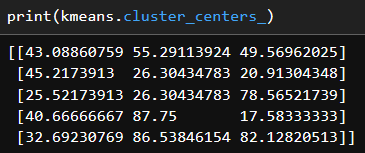 print(kmeans.cluster_centers_)
[[43.08860759 55.29113924 49.56962025]
 [45.2173913  26.30434783 20.91304348]
 [25.52173913 26.30434783 78.56521739]
 [40.66666667 87.75       17.58333333]
 [32.69230769 86.53846154 82.12820513]]